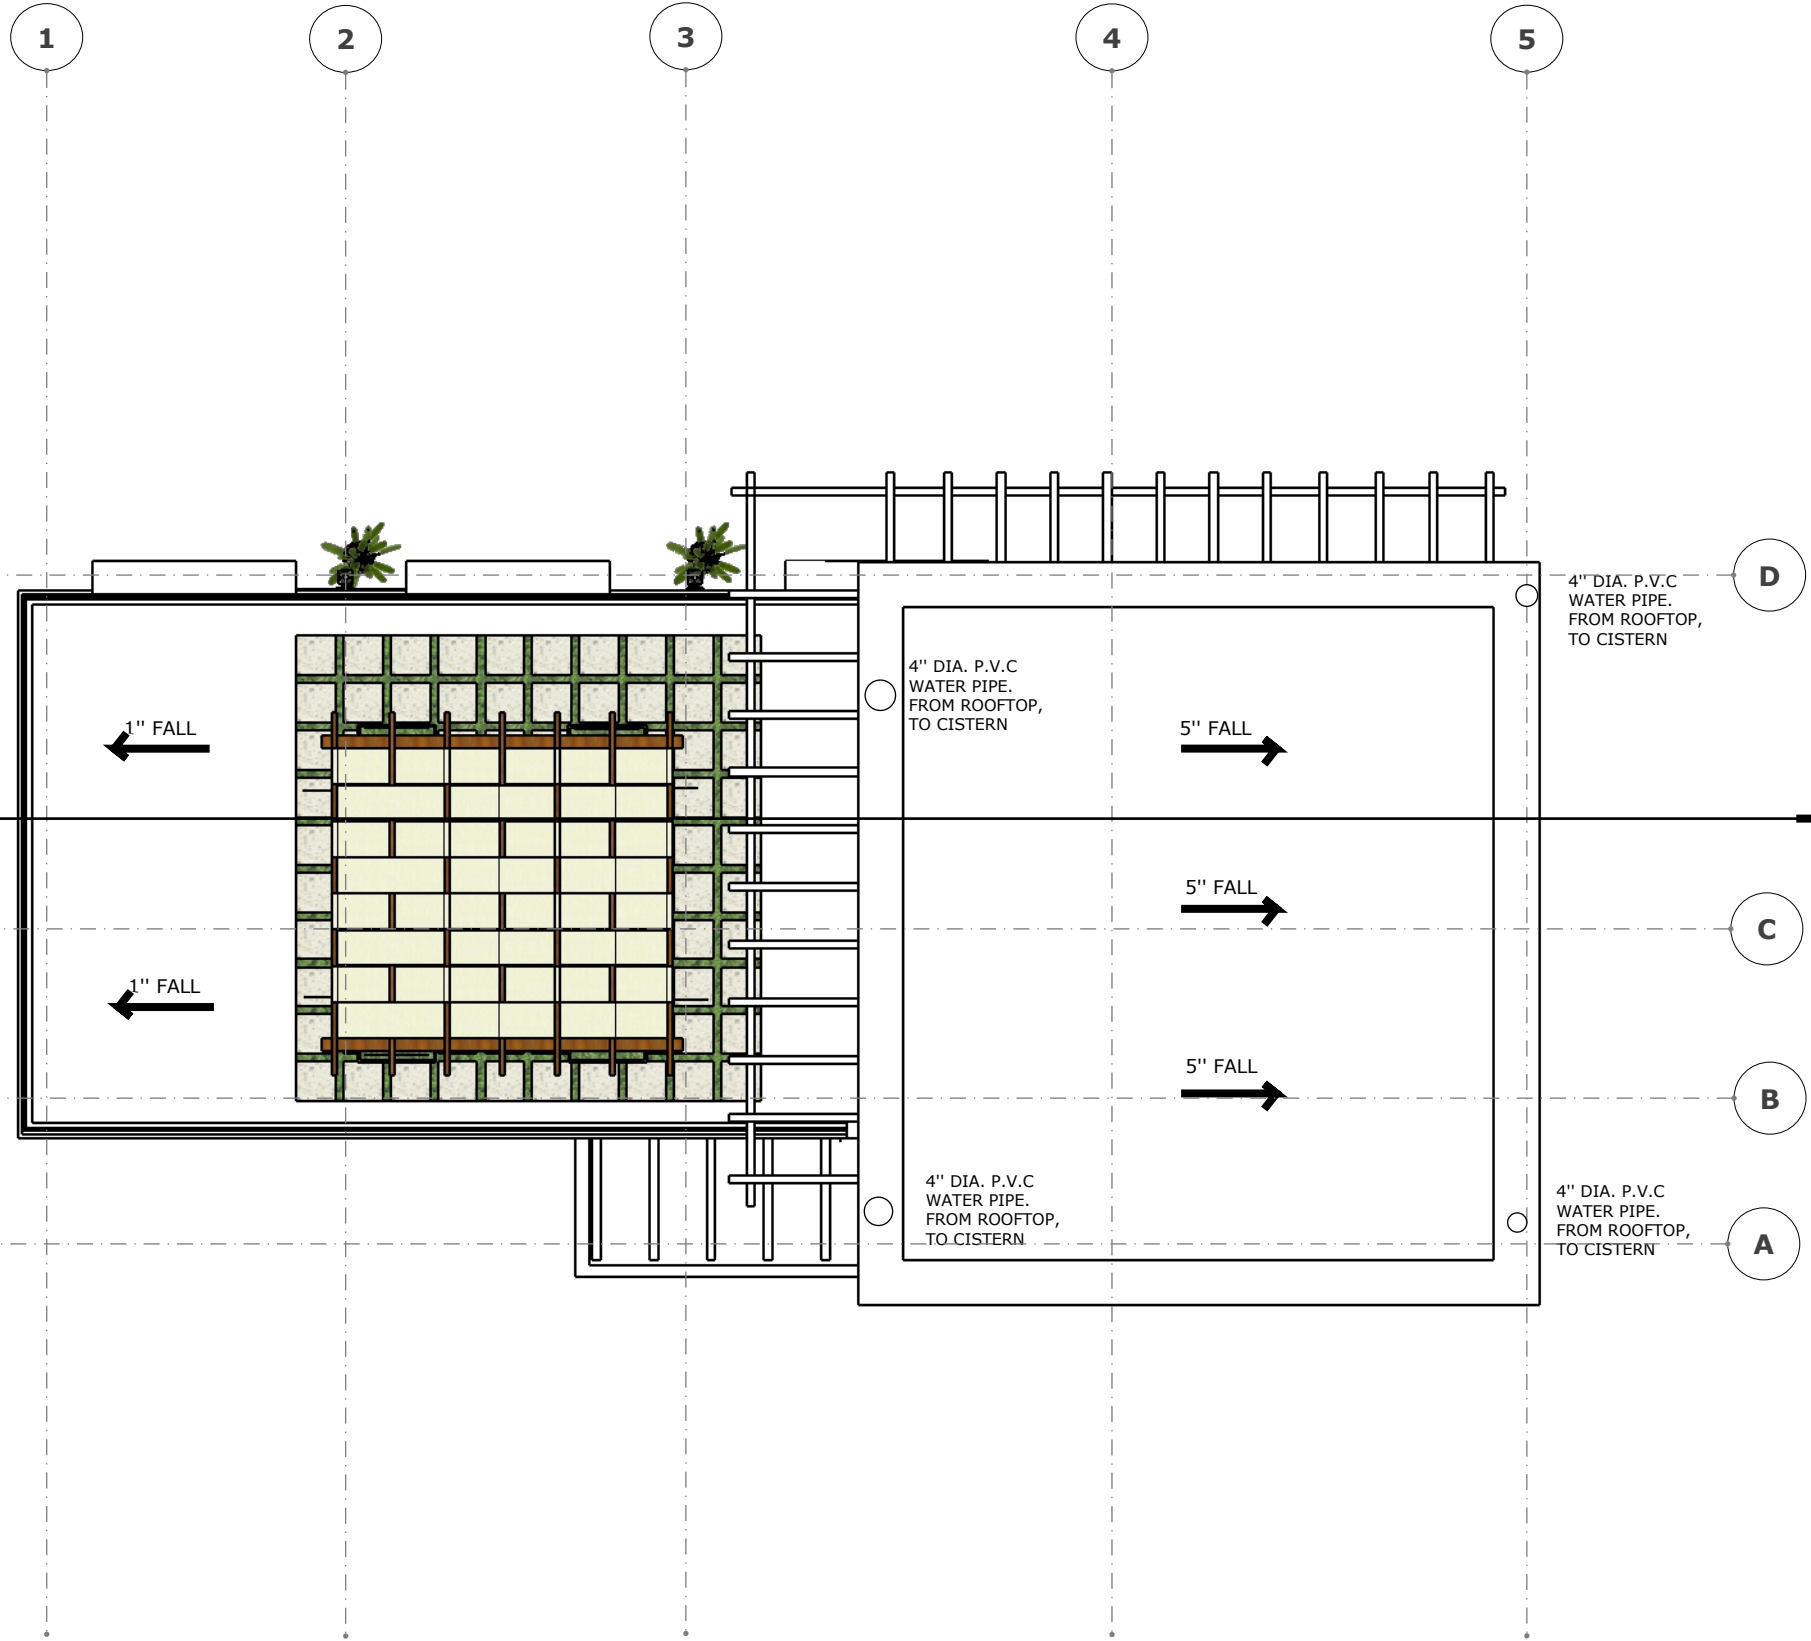 1
2
3
4
5
D
4'' DIA. P.V.C
WATER PIPE.
FROM ROOFTOP,
TO CISTERN
4'' DIA. P.V.C
WATER PIPE.
FROM ROOFTOP,
TO CISTERN
1'' FALL
5'' FALL
5'' FALL
C
1'' FALL
5'' FALL
B
4'' DIA. P.V.C
WATER PIPE.
FROM ROOFTOP,
TO CISTERN
4'' DIA. P.V.C
WATER PIPE.
FROM ROOFTOP,
TO CISTERN
A